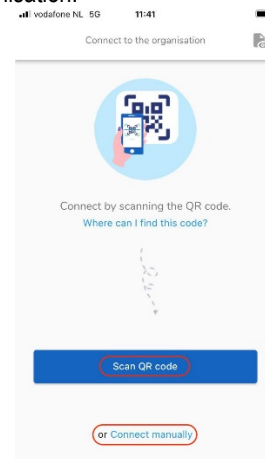 vodafone NL 5G 11:41
Connect to the organisation
Connect by scanning the QR code.
Where can I find this code?
Scan QR code
or Connect manually